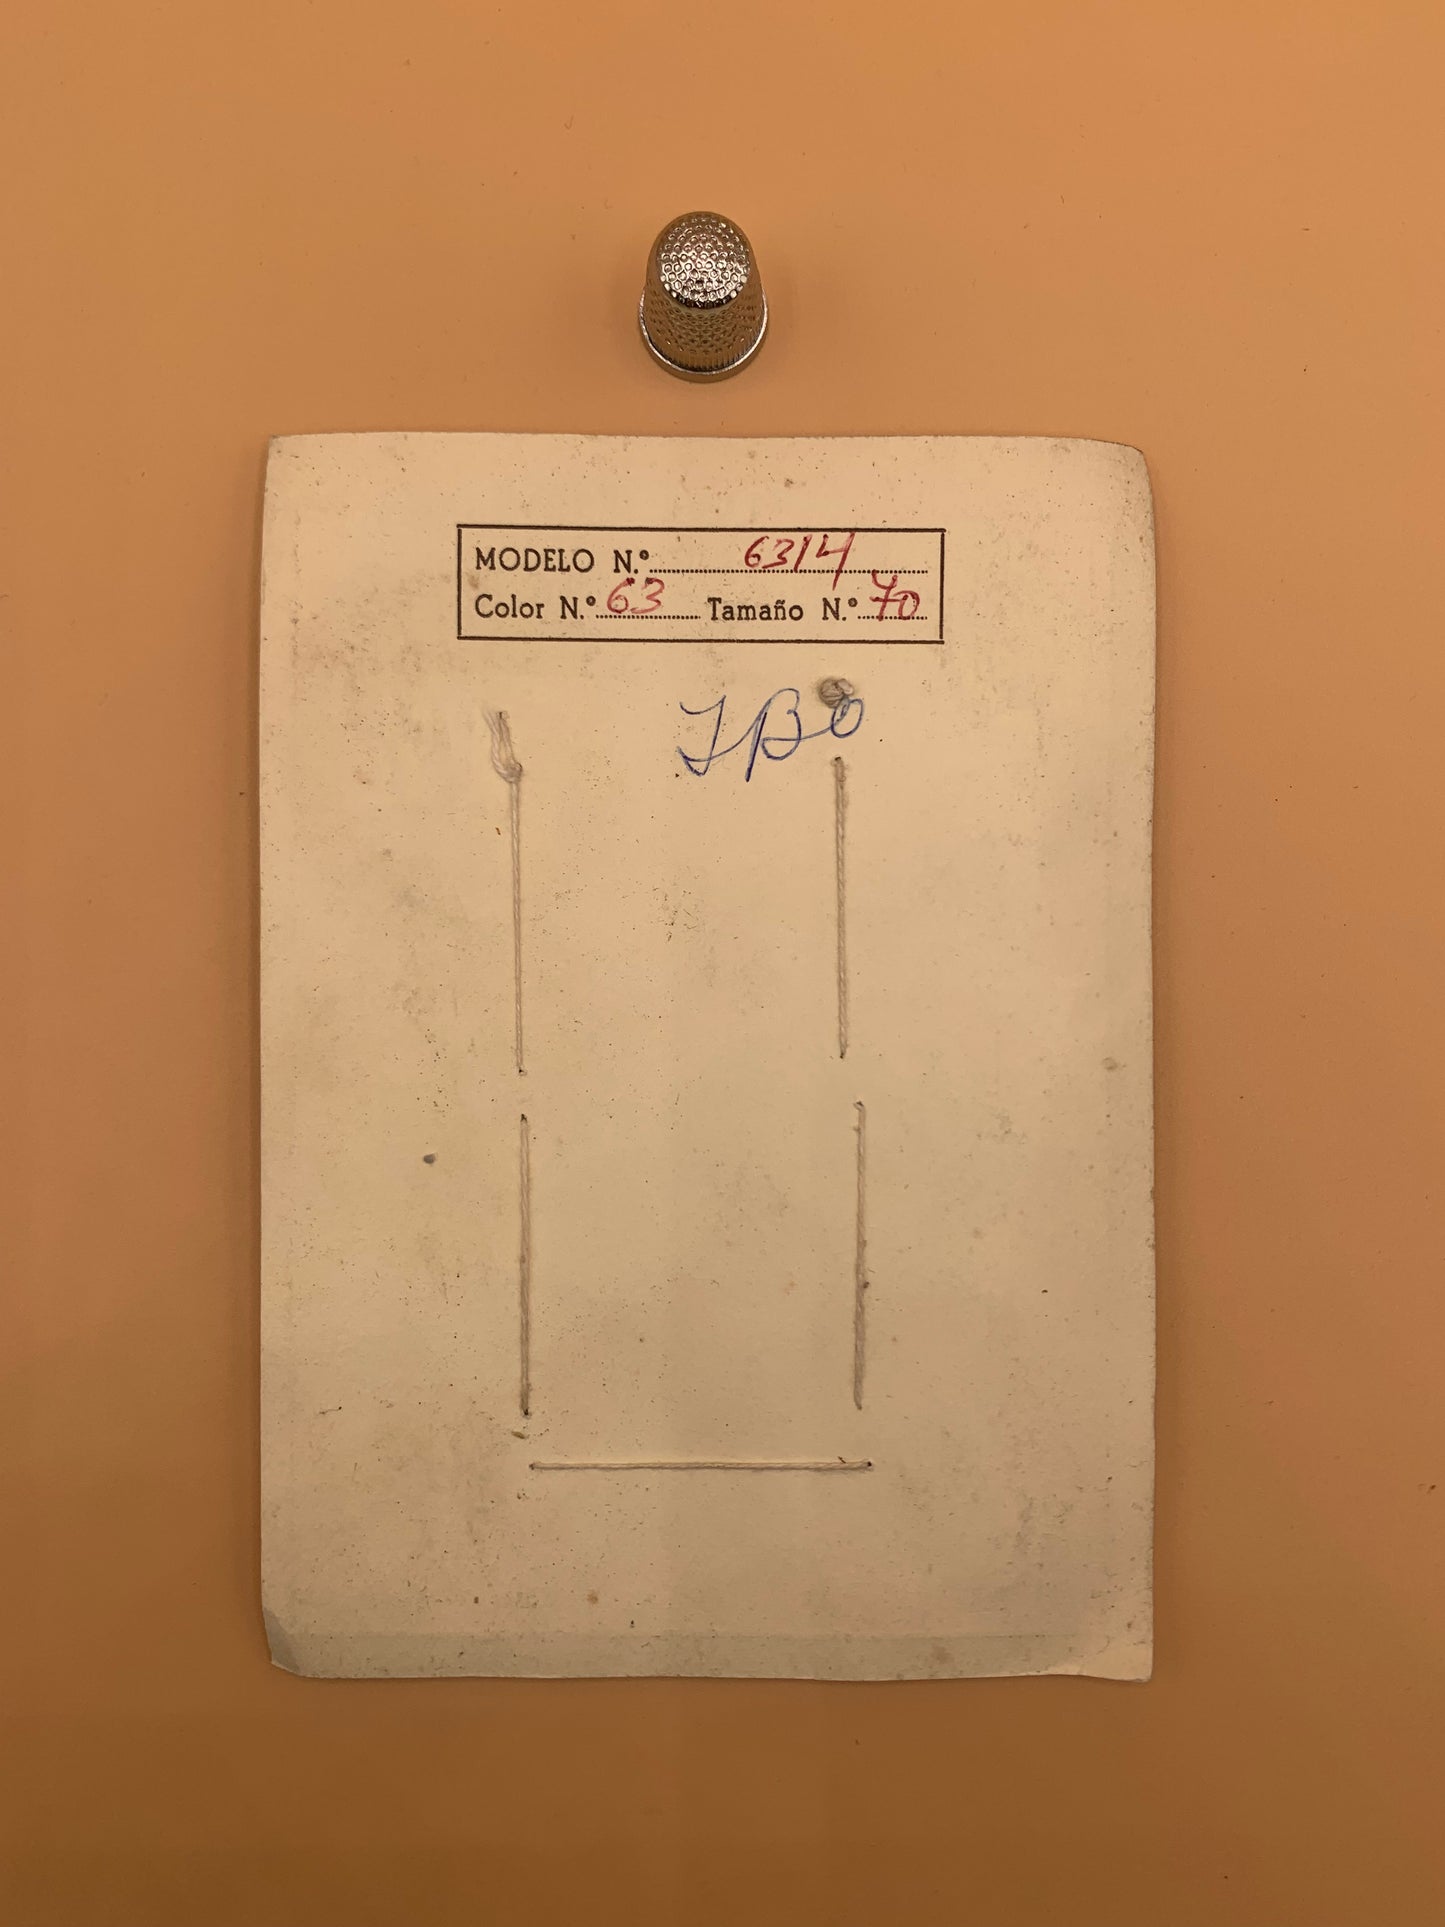 MODELO N.º 6314
Color N.º 63 Tamaño N.º 70